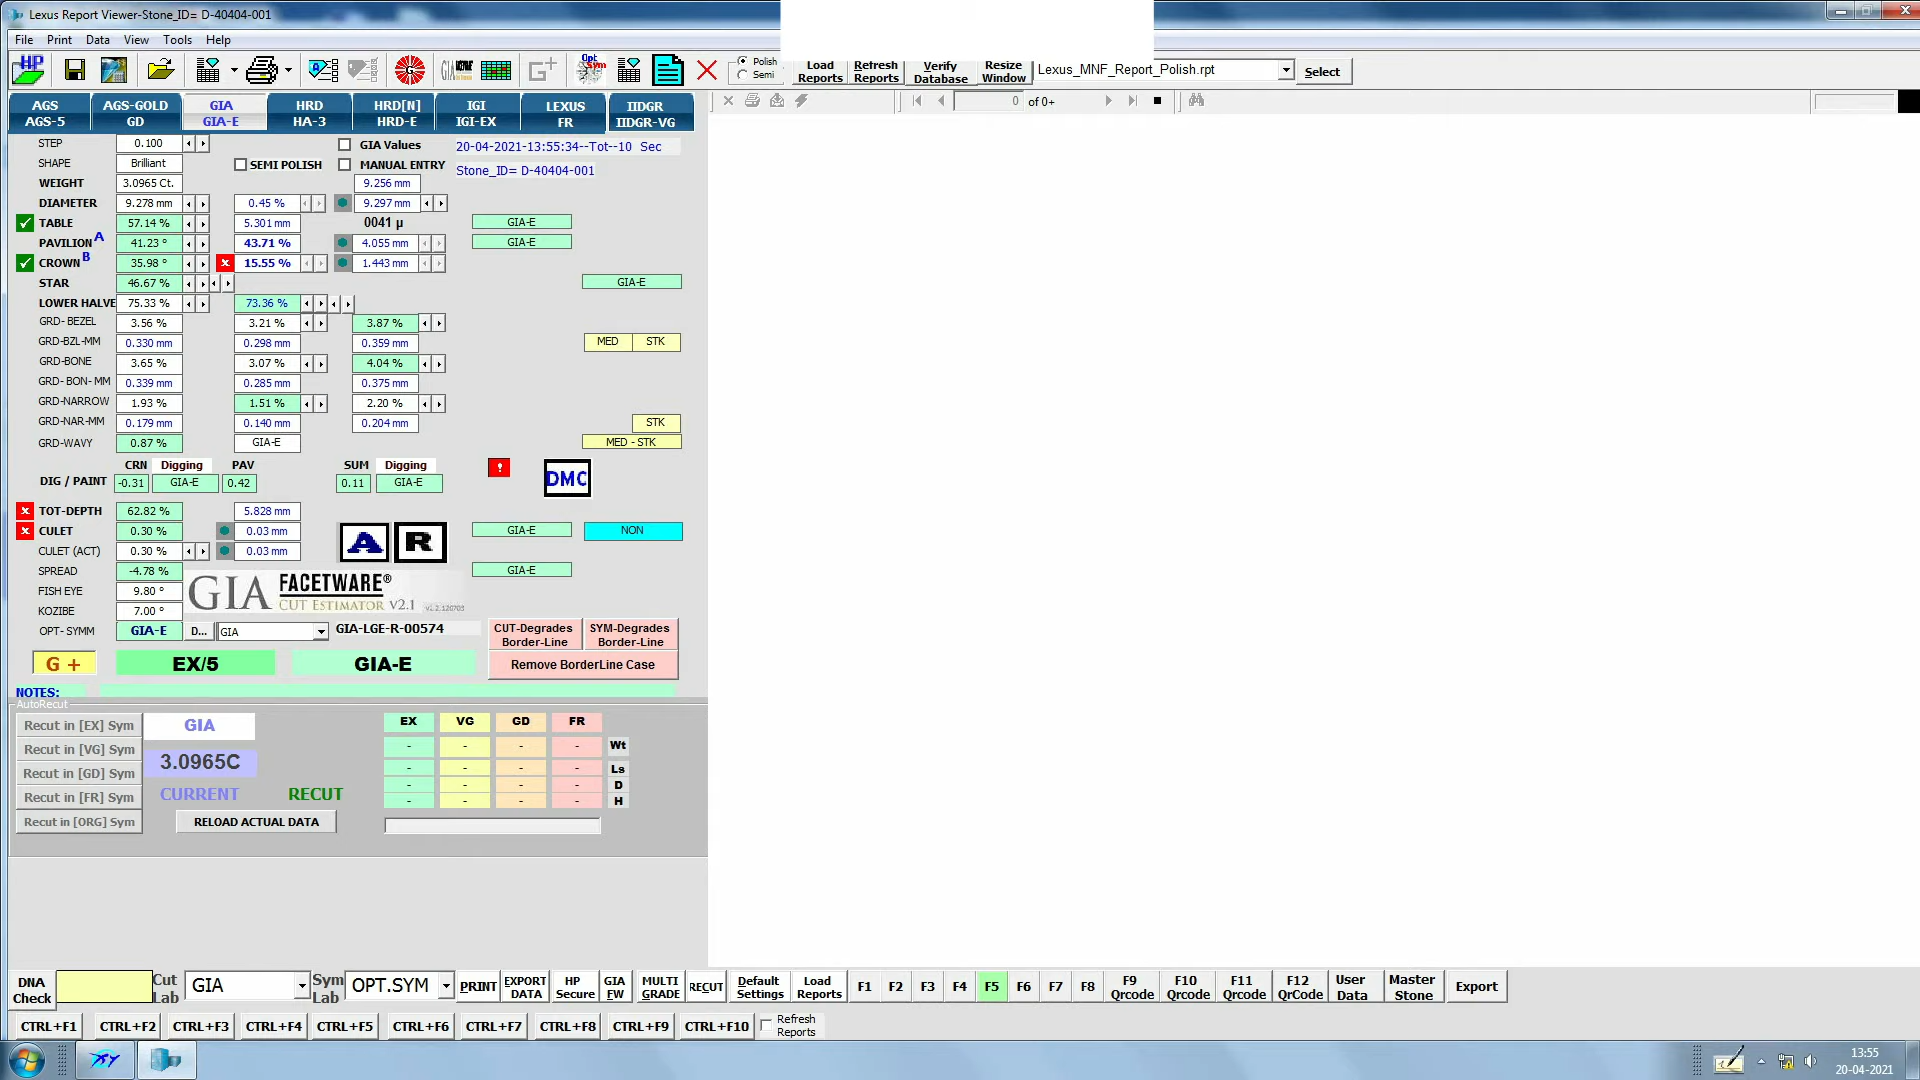 Lexus Report Viewer-Stone_ID= D-40404-001
File Print Data View Tools Help
HP
Opt Sym
G+
Polish
Semi
Load Reports
Refresh Reports
Verify Database
Resize Window
Lexus_MNF_Report_Polish.rpt
Select
AGS AGS-GOLD GIA HRD HRD[N] IGI LEXUS IIDGR
AGS-5 GD GIA-E HA-3 HRD-E IGI-EX FR IIDGR-VG
0 of 0+
STEP 0.100 GIA Values 20-04-2021-13:55:34--Tot--10 Sec
SHAPE Brilliant SEMI POLISH MANUAL ENTRY Stone_ID= D-40404-001
WEIGHT 3.0965 Ct. 9.256 mm
DIAMETER 9.278 mm 0.45 % 9.297 mm
TABLE 57.14 % 5.301 mm 0041 µ GIA-E
PAVILION A 41.23 ° 43.71 % 4.055 mm GIA-E
CROWN B 35.98 ° 15.55 % 1.443 mm
STAR 46.67 % GIA-E
LOWER HALVE 75.33 % 73.36 %
GRD- BEZEL 3.56 % 3.21 % 3.87 %
GRD-BZL-MM 0.330 mm 0.298 mm 0.359 mm MED STK
GRD-BONE 3.65 % 3.07 % 4.04 %
GRD- BON- MM 0.339 mm 0.285 mm 0.375 mm
GRD-NARROW 1.93 % 1.51 % 2.20 %
GRD-NAR-MM 0.179 mm 0.140 mm 0.204 mm STK
GRD-WAVY 0.87 % GIA-E MED - STK
CRN Digging PAV SUM Digging
DIG / PAINT -0.31 GIA-E 0.42 0.11 GIA-E DMC
TOT-DEPTH 62.82 % 5.828 mm
CULET 0.30 % 0.03 mm A R GIA-E NON
CULET (ACT) 0.30 % 0.03 mm
SPREAD -4.78 % GIA-E
GIA FACETWARE®
CUT ESTIMATOR V2.1
FISH EYE 9.80 °
KOZIBE 7.00 °
OPT- SYMM GIA-E D... GIA GIA-LGE-R-00574
CUT-Degrades Border-Line
SYM-Degrades Border-Line
G + EX/5 GIA-E Remove BorderLine Case
NOTES:
AutoRecut
Recut in [EX] Sym GIA EX VG GD FR
Recut in [VG] Sym - - - - Wt
Recut in [GD] Sym 3.0965C - - - - Ls
- - - - D
Recut in [FR] Sym CURRENT RECUT - - - - H
Recut in [ORG] Sym RELOAD ACTUAL DATA
DNA Check
Cut Lab
GIA
Sym Lab
OPT.SYM
PRINT
EXPORT DATA
HP Secure
GIA FW
MULTI GRADE
RECUT
Default Settings
Load Reports
F1 F2 F3 F4 F5 F6 F7 F8
F9 Qrcode
F10 Qrcode
F11 Qrcode
F12 QrCode
User Data
Master Stone
Export
CTRL+F1 CTRL+F2 CTRL+F3 CTRL+F4 CTRL+F5 CTRL+F6 CTRL+F7 CTRL+F8 CTRL+F9 CTRL+F10
Refresh Reports
13:55
20-04-2021